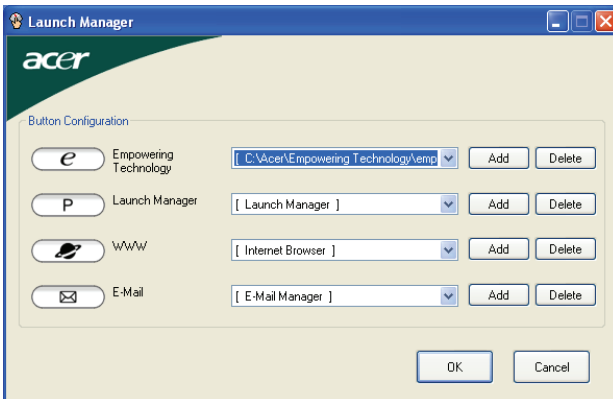 Launch Manager
acer
Button Configuration
e Empowering Technology [ C:\Acer\Empowering Technology\emp Add Delete
P Launch Manager [ Launch Manager ] Add Delete
WWW [ Internet Browser ] Add Delete
E-Mail [ E-Mail Manager ] Add Delete
OK Cancel